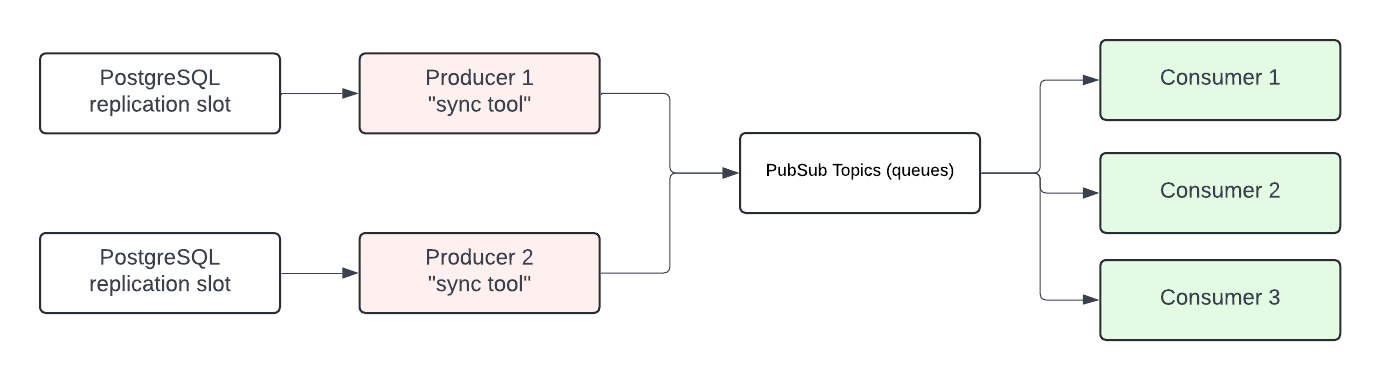 PostgreSQL
replication slot
Producer 1
"sync tool"
PostgreSQL
replication slot
Producer 2
"sync tool"
PubSub Topics (queues)
Consumer 1
Consumer 2
Consumer 3